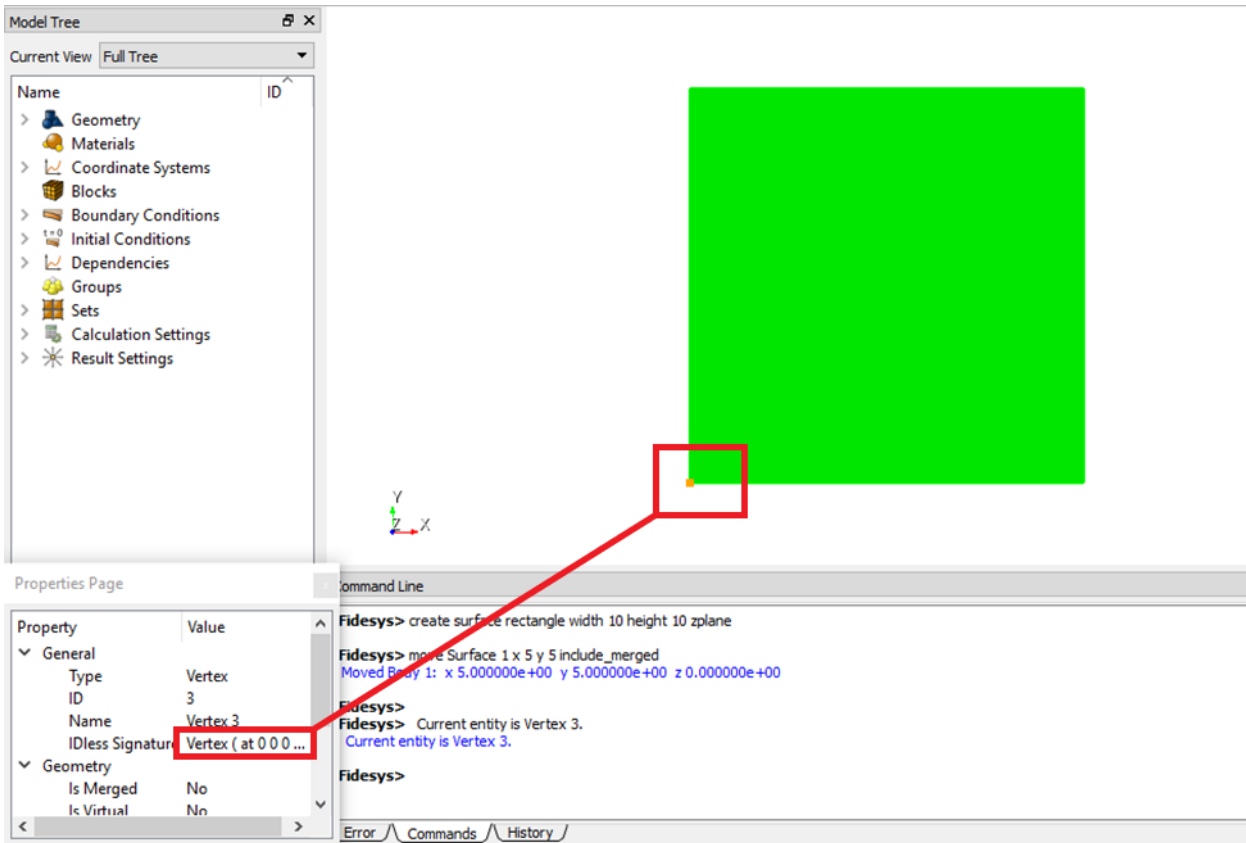 Model Tree
Current View Full Tree
Name ID
Geometry
Materials
Coordinate Systems
Blocks
Boundary Conditions
Initial Conditions
Dependencies
Groups
Sets
Calculation Settings
Result Settings
Y
Z X
Properties Page
Property Value
General
Type Vertex
ID 3
Name Vertex 3
IDless Signature Vertex ( at 0 0 0 ...
Geometry
Is Merged No
Is Virtual No
Command Line
Fidesys> create surface rectangle width 10 height 10 zplane
Fidesys> move Surface 1 x 5 y 5 include_merged
Moved Body 1: x 5.000000e+00 y 5.000000e+00 z 0.000000e+00
Fidesys>
Fidesys> Current entity is Vertex 3.
Current entity is Vertex 3.
Fidesys>
Error Commands History